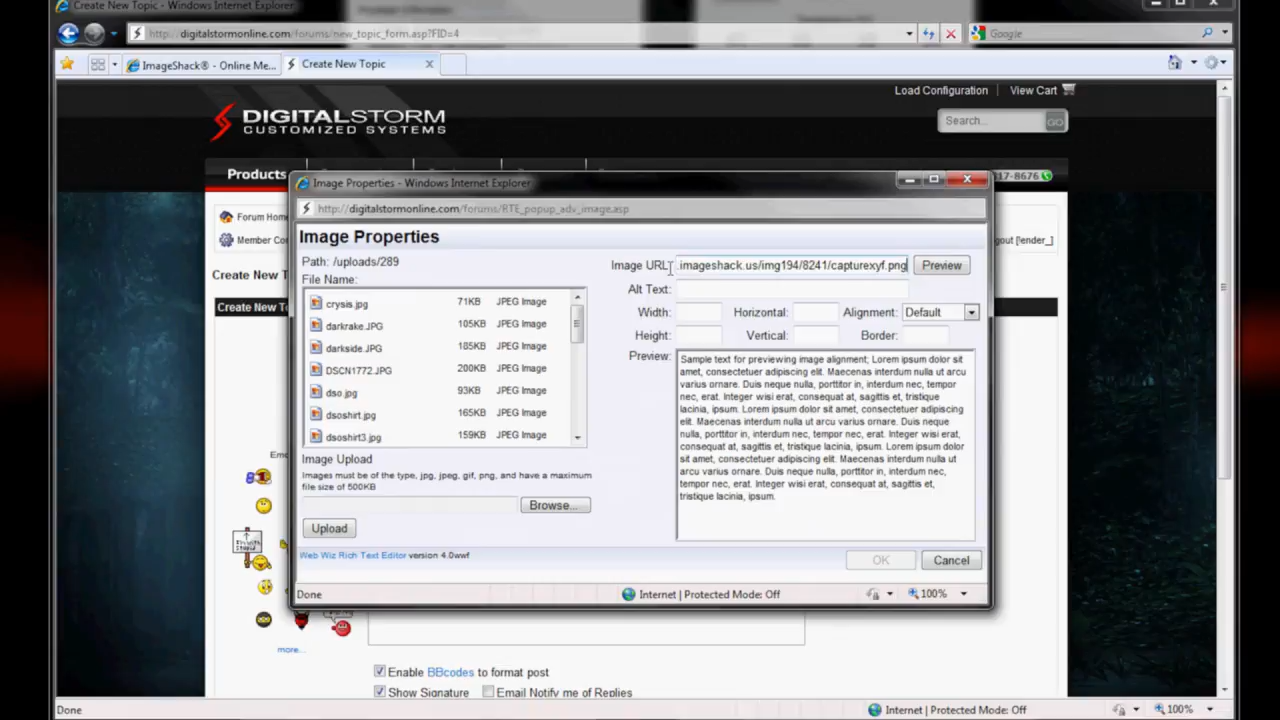 Create New Topic - Windows Internet Explorer
http://digitalstormonline.com/forums/new_topic_form.asp?FID=4
Google
ImageShack® - Online Me...
Create New Topic
Load Configuration
View Cart
DIGITALSTORM
CUSTOMIZED SYSTEMS
Search...
GO
Products
Image Properties - Windows Internet Explorer
317-8676
http://digitalstormonline.com/forums/RTE_popup_adv_image.asp
Forum Home
Member Co
logout [!ender_]
Image Properties
Path: /uploads/289
Image URL:
.imageshack.us/img194/8241/capturexyf.png
Preview
Create New T
File Name:
Alt Text:
Create New To
crysis.jpg 71KB JPEG Image
darkrake.JPG 105KB JPEG Image
darkside.JPG 185KB JPEG Image
DSCN1772.JPG 200KB JPEG Image
dso.jpg 93KB JPEG Image
dsoshirt.jpg 165KB JPEG Image
dsoshirt3.jpg 159KB JPEG Image
Width: Horizontal: Alignment: Default
Height: Vertical: Border:
Preview:
Sample text for previewing image alignment; Lorem ipsum dolor sit
amet, consectetuer adipiscing elit. Maecenas interdum nulla ut arcu
varius ornare. Duis neque nulla, porttitor in, interdum nec, tempor
nec, erat. Integer wisi erat, consequat at, sagittis et, tristique
lacinia, ipsum. Lorem ipsum dolor sit amet, consectetuer adipiscing
elit. Maecenas interdum nulla ut arcu varius ornare. Duis neque
nulla, porttitor in, interdum nec, tempor nec, erat. Integer wisi erat,
consequat at, sagittis et, tristique lacinia, ipsum. Lorem ipsum dolor
sit amet, consectetuer adipiscing elit. Maecenas interdum nulla ut
arcu varius ornare. Duis neque nulla, porttitor in, interdum nec,
tempor nec, erat. Integer wisi erat, consequat at, sagittis et,
tristique lacinia, ipsum.
Emo
Image Upload
Images must be of the type, jpg, jpeg, gif, png, and have a maximum
file size of 500KB
Browse...
Upload
Web Wiz Rich Text Editor version 4.0wwf
OK
Cancel
Done
Internet | Protected Mode: Off
100%
more...
Enable BBcodes to format post
Show Signature
Email Notify me of Replies
Done
Internet | Protected Mode: Off
100%